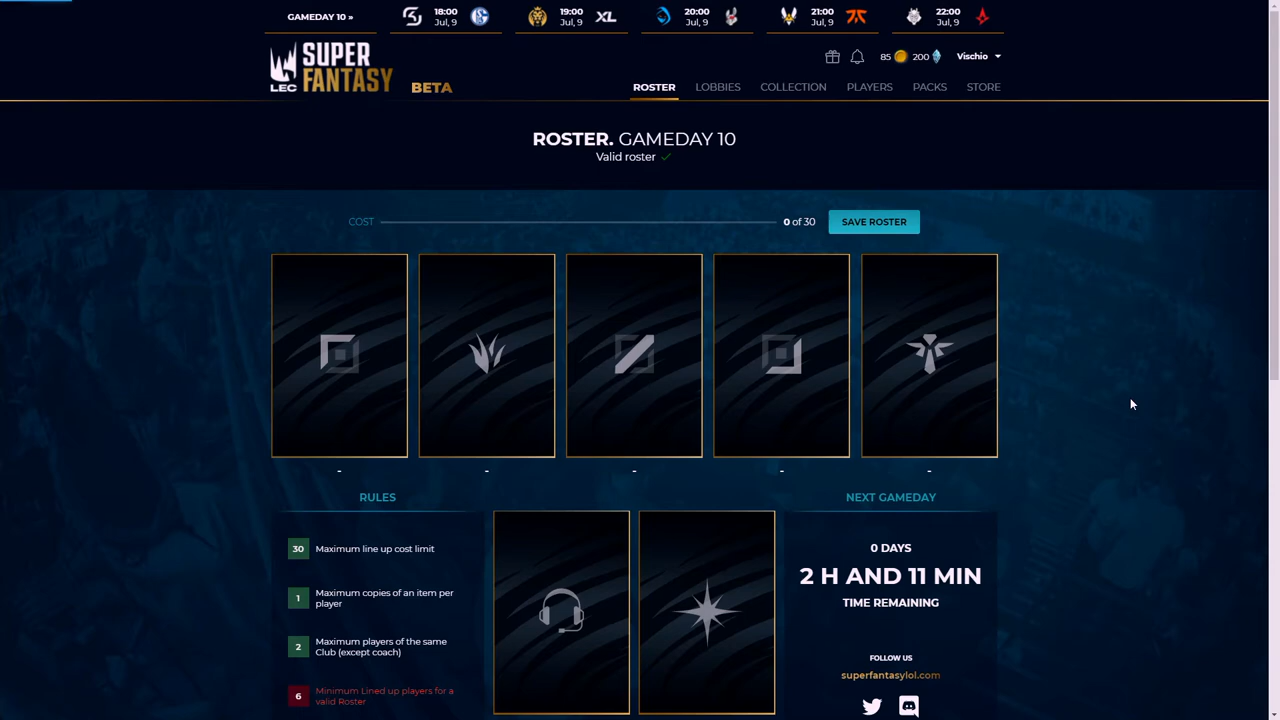 GAMEDAY 10 »
18:00
Jul, 9
19:00
Jul, 9
XL
20:00
Jul, 9
21:00
Jul, 9
22:00
Jul, 9
LEC
SUPER
FANTASY
BETA
85
200
Vischio
ROSTER
LOBBIES
COLLECTION
PLAYERS
PACKS
STORE
ROSTER. GAMEDAY 10
Valid roster
COST
0 of 30
SAVE ROSTER
-
-
-
-
-
RULES
30
Maximum line up cost limit
1
Maximum copies of an item per
player
2
Maximum players of the same
Club (except coach)
6
Minimum Lined up players for a
valid Roster
NEXT GAMEDAY
0 DAYS
2 H AND 11 MIN
TIME REMAINING
FOLLOW US
superfantasylol.com